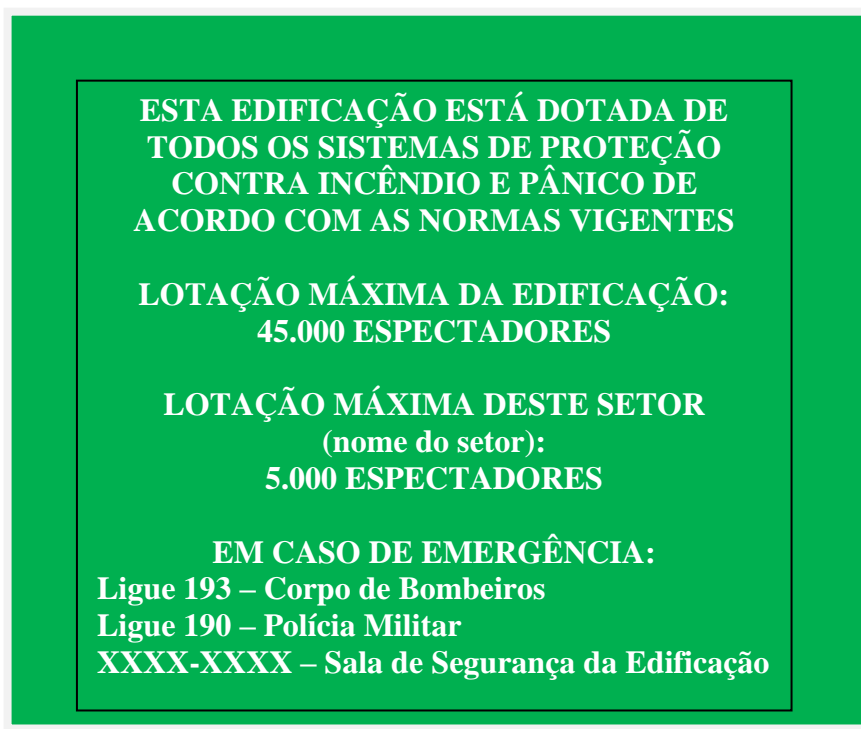 ESTA EDIFICAÇÃO ESTÁ DOTADA DE
TODOS OS SISTEMAS DE PROTEÇÃO
CONTRA INCÊNDIO E PÂNICO DE
ACORDO COM AS NORMAS VIGENTES
LOTAÇÃO MÁXIMA DA EDIFICAÇÃO:
45.000 ESPECTADORES
LOTAÇÃO MÁXIMA DESTE SETOR
(nome do setor):
5.000 ESPECTADORES
EM CASO DE EMERGÊNCIA:
Ligue 193 – Corpo de Bombeiros
Ligue 190 – Polícia Militar
XXXX-XXXX – Sala de Segurança da Edificação